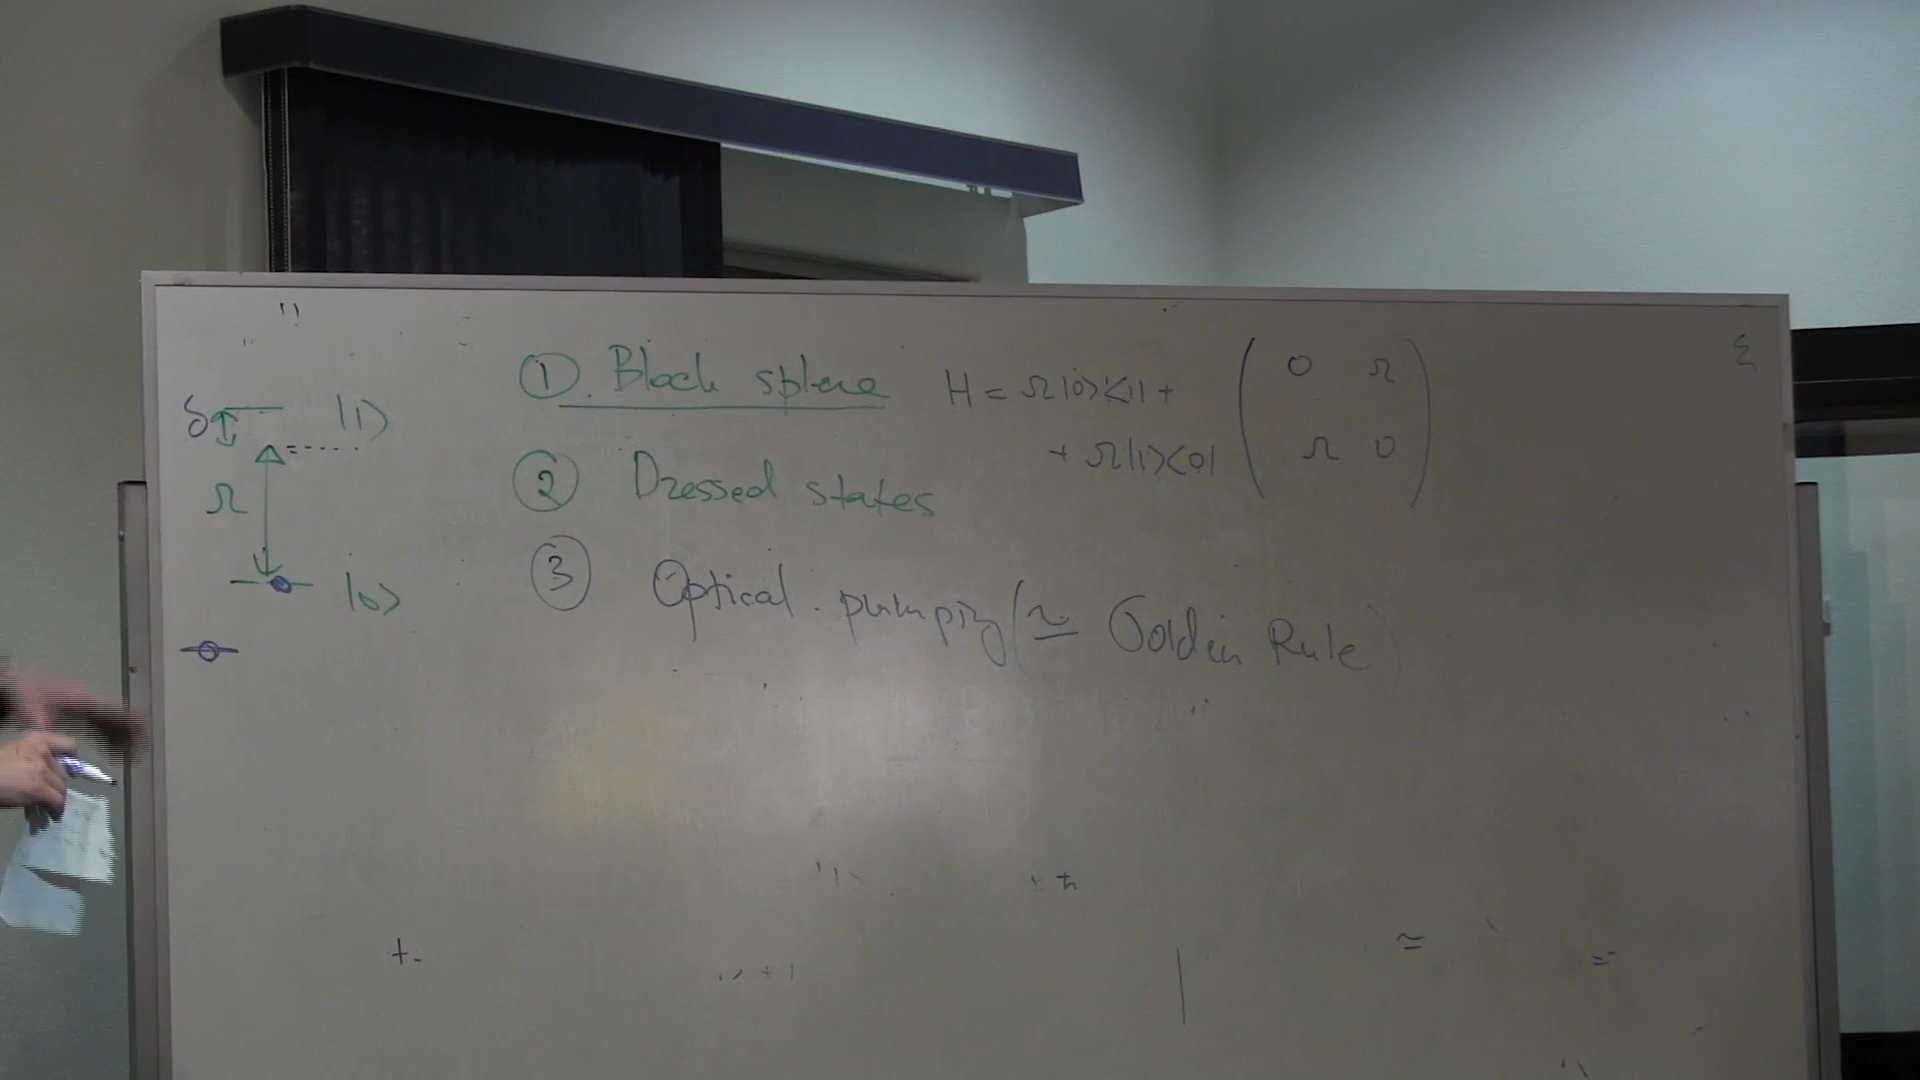 ① Bloch sphere H = Ω|0><1| + ( 0 Ω
+ Ω|1><0| Ω 0 )
② Dressed states
③ Optical pumping (≃ Golden Rule)
δ |1>
Ω
|0>
ħ
+-
≃
=